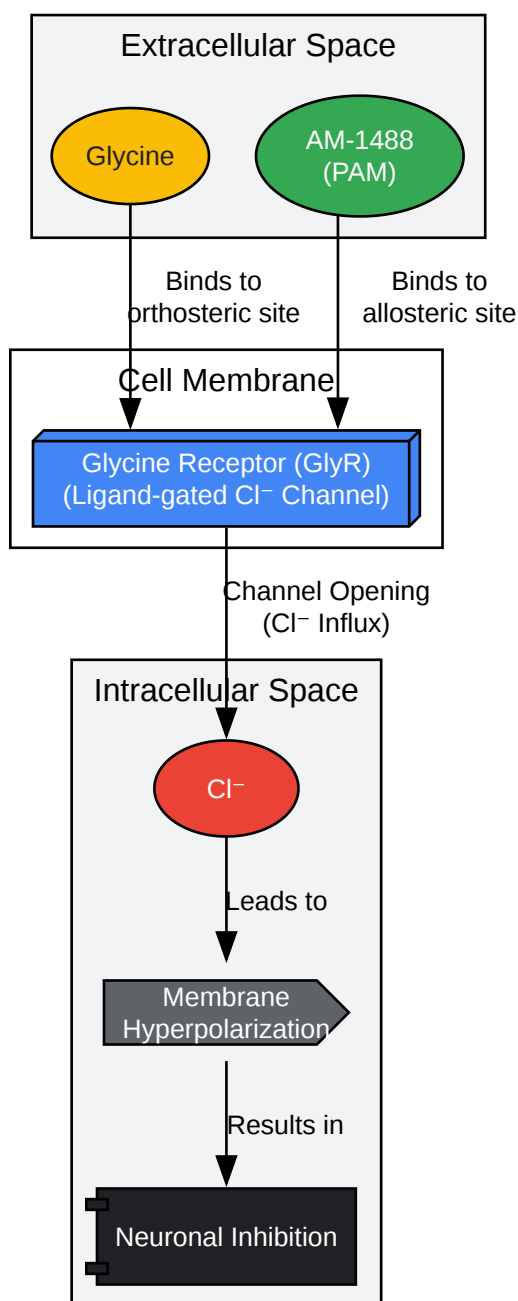 Extracellular Space
Glycine
AM-1488
(PAM)
Binds to
orthosteric site
Binds to
allosteric site
Cell Membrane
Glycine Receptor (GlyR)
(Ligand-gated Cl⁻ Channel)
Channel Opening
(Cl⁻ Influx)
Intracellular Space
Cl⁻
Leads to
Membrane
Hyperpolarization
Results in
Neuronal Inhibition